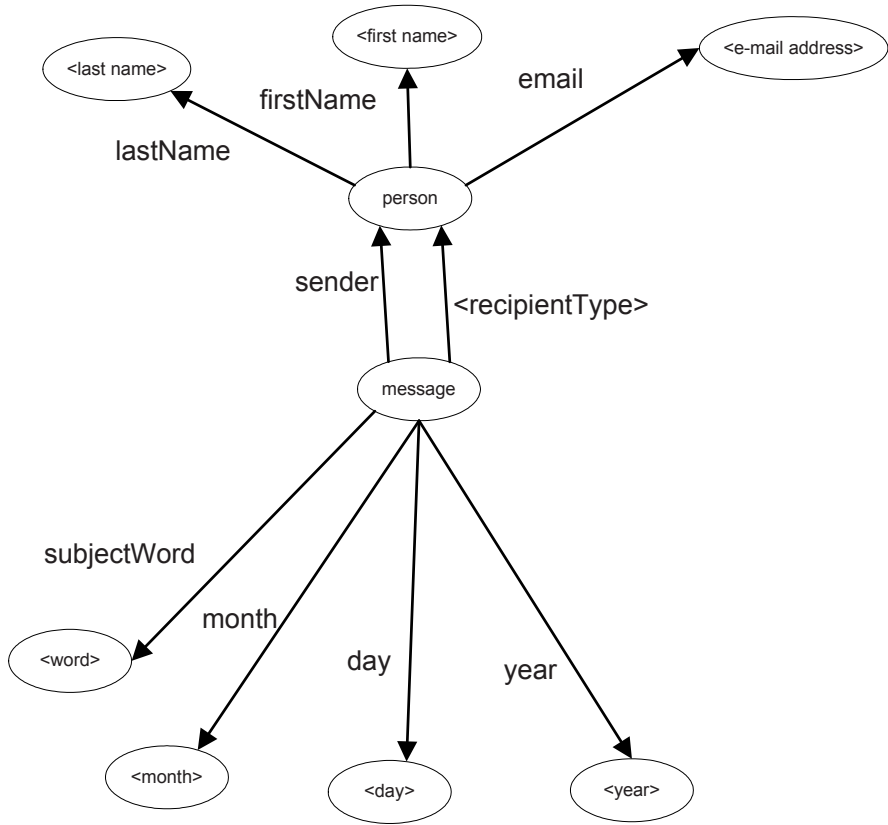 <first name>
<last name>
<e-mail address>
email
firstName
lastName
person
sender
<recipientType>
message
subjectWord
month
<word>
day
year
<month>
<day>
<year>